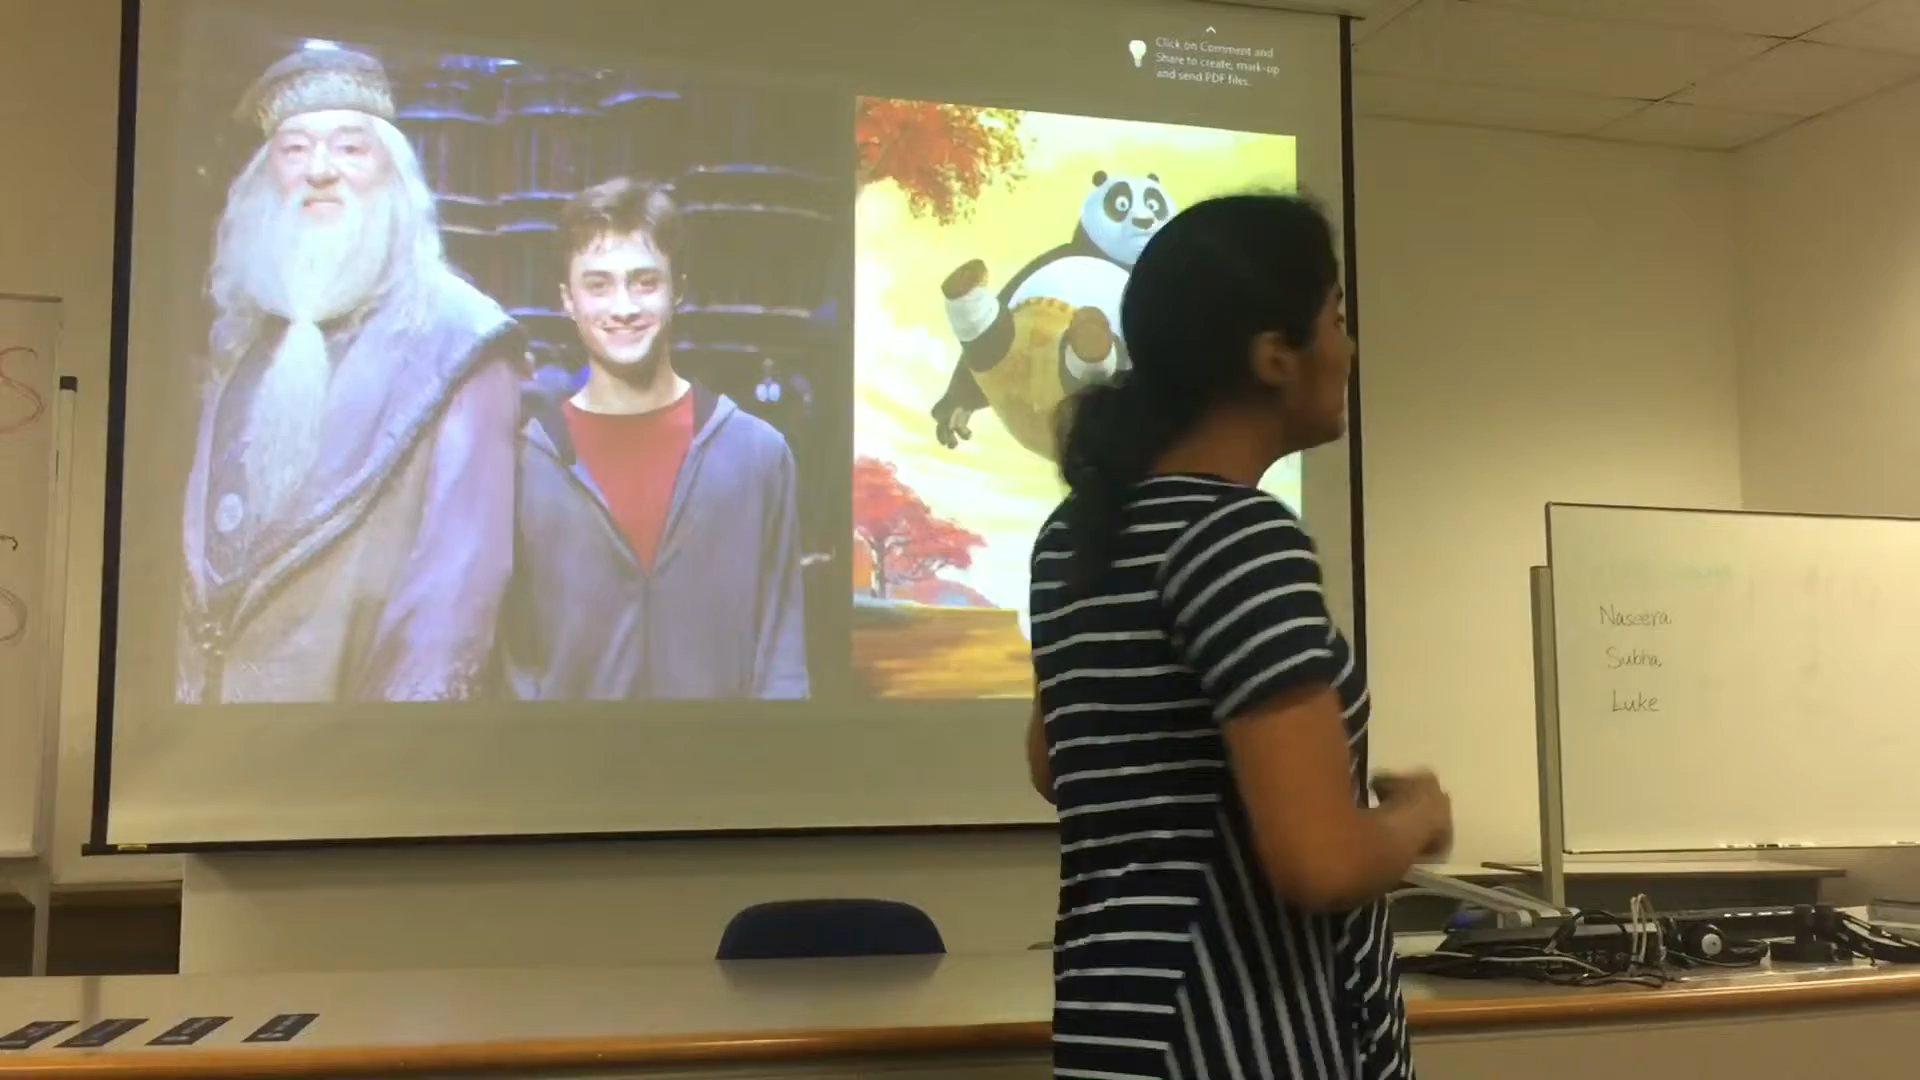 Click on Comment and
Share to create, mark-up
and send PDF files.
Naseera
Subha
Luke